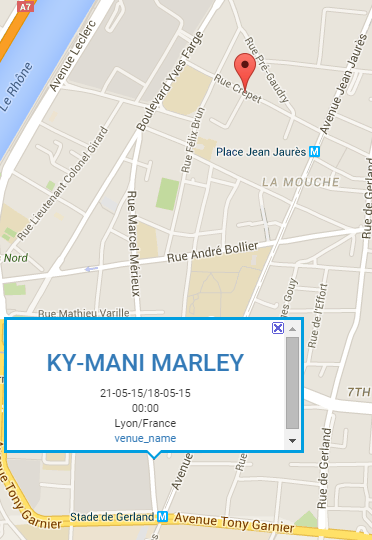 A7
Le Rhône
Avenue Leclerc
Boulevard Yves Farge
Rue Pré-Gaudry
Rue Crépet
Avenue Jean Jaurès
Rue Félix Brun
Place Jean Jaurès M
Rue Lieutenant Colonel Girard
LA MOUCHE
Rue de Gerland
Rue Marcel Mérieux
Rue André Bollier
Nord
Rue Mathieu Varille
es Gouy
Rue de l'Effort
KY-MANI MARLEY
21-05-15/18-05-15
00:00
Lyon/France
venue_name
7TH
Rue de Gerland
Avenue
Avenue Tony Garnier
Stade de Gerland M
Avenue Tony Garnier